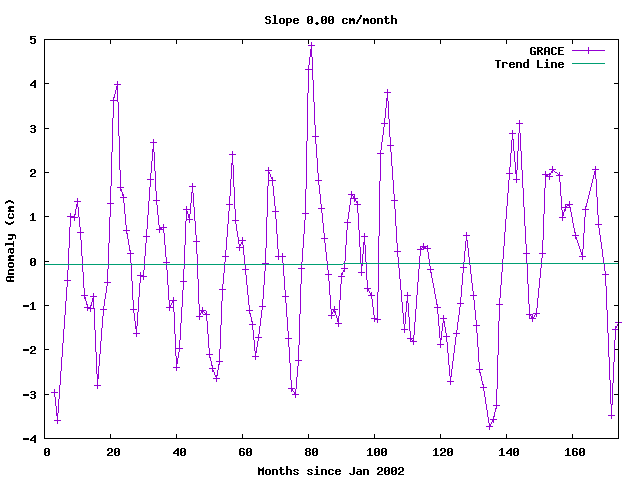 Slope 0.00 cm/month
GRACE
Trend Line
5
4
3
2
1
0
-1
-2
-3
-4
Anomaly (cm)
0 20 40 60 80 100 120 140 160
Months since Jan 2002